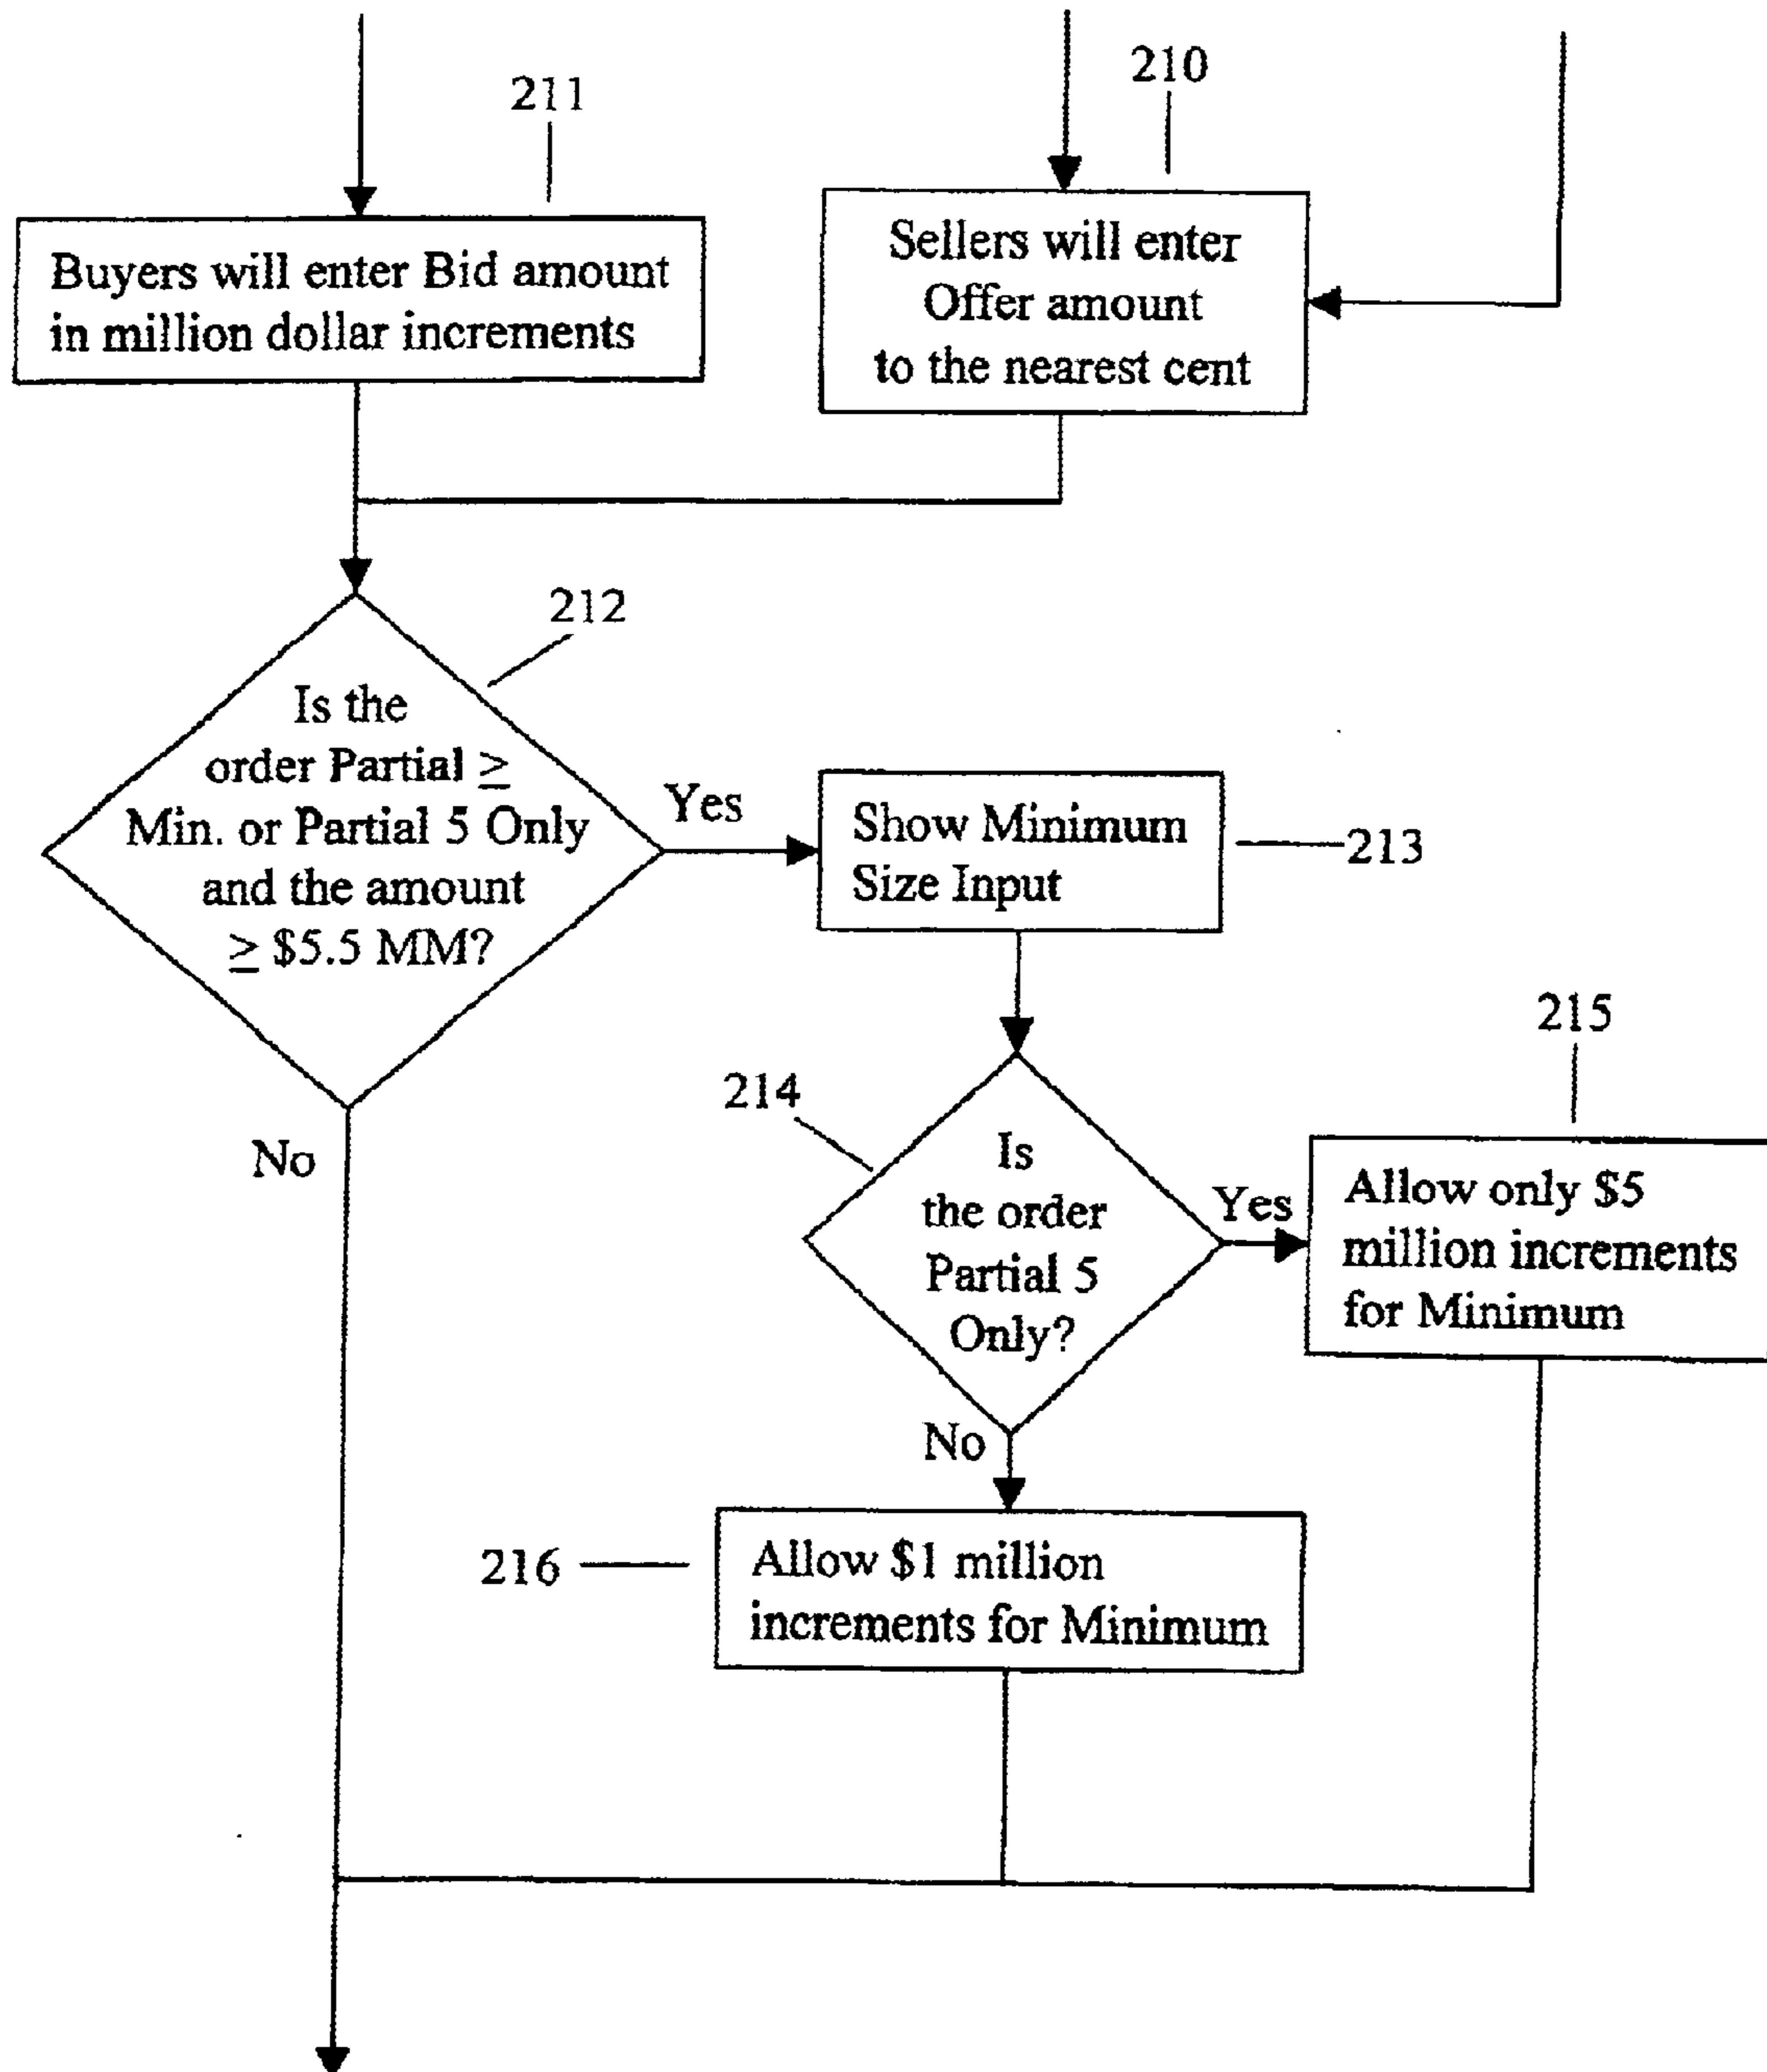 211
210
Buyers will enter Bid amount
in million dollar increments
Sellers will enter
Offer amount
to the nearest cent
212
Is the
order Partial ≥
Min. or Partial 5 Only
and the amount
≥ $5.5 MM?
Yes
Show Minimum
Size Input
213
No
214
Is
the order
Partial 5
Only?
Yes
215
Allow only $5
million increments
for Minimum
No
216
Allow $1 million
increments for Minimum